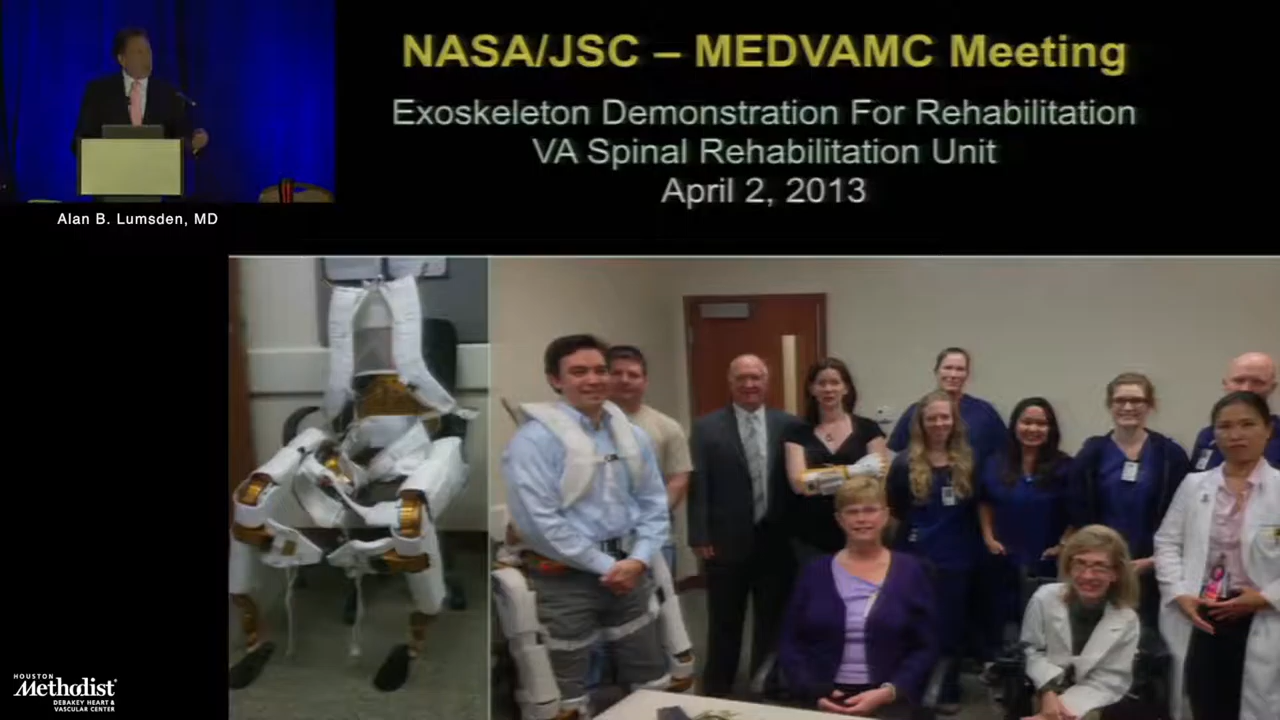 NASA/JSC – MEDVAMC Meeting
Exoskeleton Demonstration For Rehabilitation
VA Spinal Rehabilitation Unit
April 2, 2013
Alan B. Lumsden, MD
HOUSTON
Methodist
DEBAKEY HEART &
VASCULAR CENTER